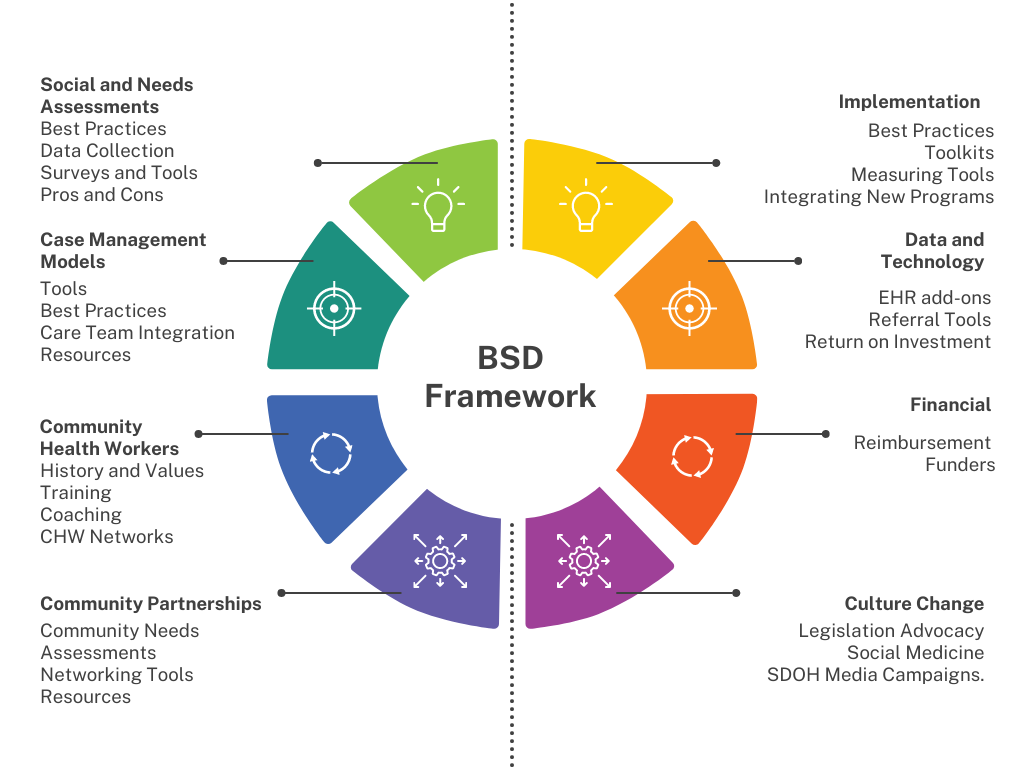 Social and Needs
Assessments
Best Practices
Data Collection
Surveys and Tools
Pros and Cons
Case Management
Models
Tools
Best Practices
Care Team Integration
Resources
Community
Health Workers
History and Values
Training
Coaching
CHW Networks
Community Partnerships
Community Needs
Assessments
Networking Tools
Resources
BSD
Framework
Implementation
Best Practices
Toolkits
Measuring Tools
Integrating New Programs
Data and
Technology
EHR add-ons
Referral Tools
Return on Investment
Financial
Reimbursement
Funders
Culture Change
Legislation Advocacy
Social Medicine
SDOH Media Campaigns.